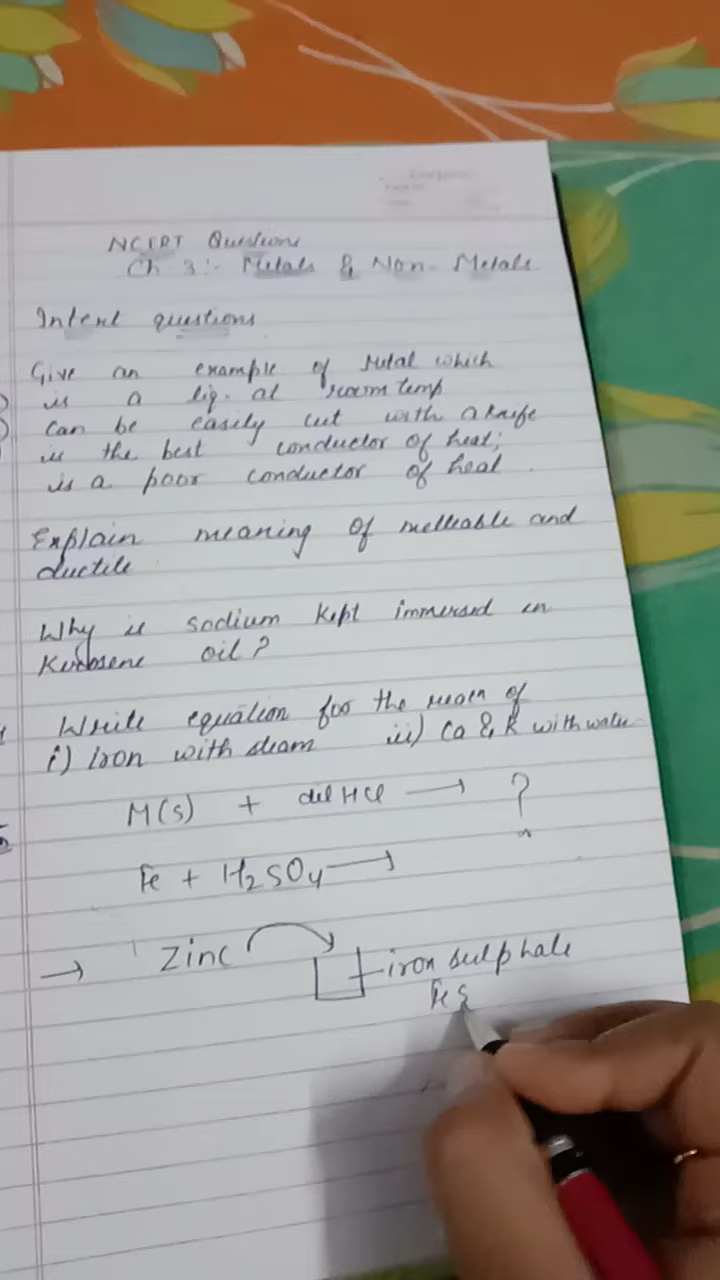 NCERT Questions
Ch 3:- Metals & Non-Metals
Intext questions
Give an example of Metal which
is a liq. at room temp
can be easily cut with a knife
is the best conductor of heat;
is a poor conductor of heat
Explain meaning of melleable and
ductile
Why is sodium kept immersed in
Kerosene oil?
Write equation for the reacn of
i) iron with steam ii) Ca & K with water
M(s) + dil HCl → ?
Fe + H2SO4 →
→ Zinc iron sulphate
FeS